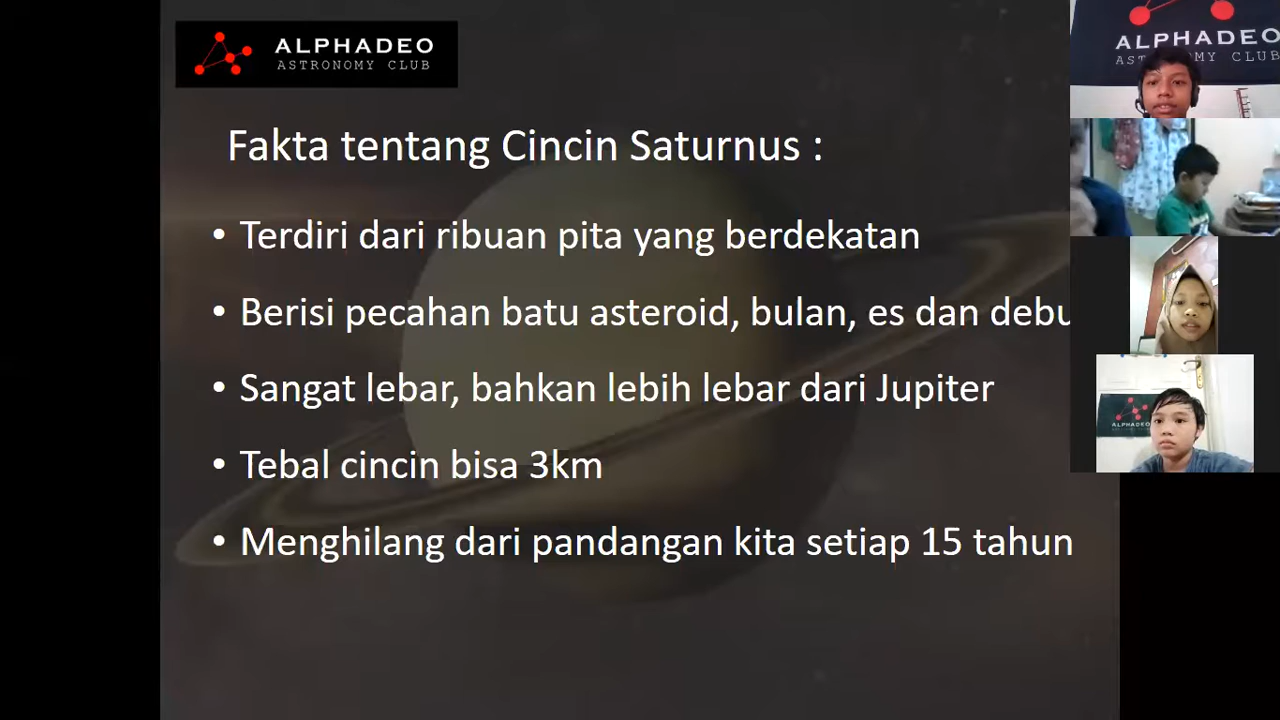 ALPHADEO
ASTRONOMY CLUB
Fakta tentang Cincin Saturnus :
• Terdiri dari ribuan pita yang berdekatan
• Berisi pecahan batu asteroid, bulan, es dan debu
• Sangat lebar, bahkan lebih lebar dari Jupiter
• Tebal cincin bisa 3km
• Menghilang dari pandangan kita setiap 15 tahun
ALPHADEO
ASTRONOMY CLUB
ALPHADEO